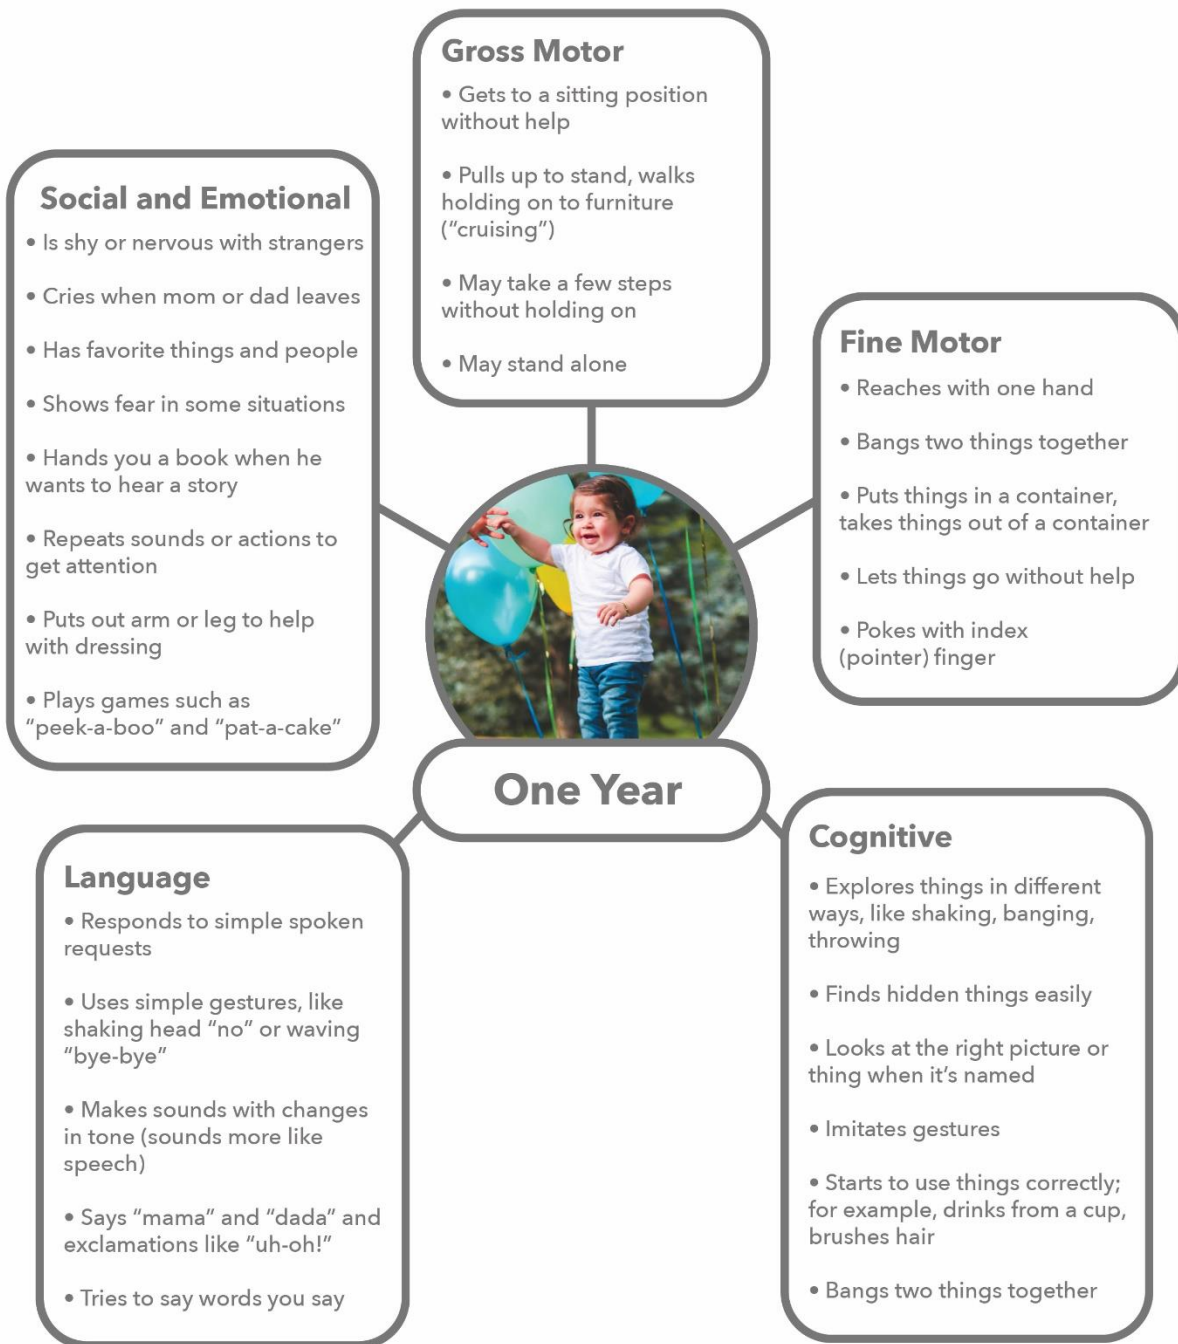 Gross Motor
• Gets to a sitting position
without help
• Pulls up to stand, walks
holding on to furniture
(“cruising”)
• May take a few steps
without holding on
• May stand alone
Social and Emotional
• Is shy or nervous with strangers
• Cries when mom or dad leaves
• Has favorite things and people
• Shows fear in some situations
• Hands you a book when he
wants to hear a story
• Repeats sounds or actions to
get attention
• Puts out arm or leg to help
with dressing
• Plays games such as
“peek-a-boo” and “pat-a-cake”
Fine Motor
• Reaches with one hand
• Bangs two things together
• Puts things in a container,
takes things out of a container
• Lets things go without help
• Pokes with index
(pointer) finger
One Year
Language
• Responds to simple spoken
requests
• Uses simple gestures, like
shaking head “no” or waving
“bye-bye”
• Makes sounds with changes
in tone (sounds more like
speech)
• Says “mama” and “dada” and
exclamations like “uh-oh!”
• Tries to say words you say
Cognitive
• Explores things in different
ways, like shaking, banging,
throwing
• Finds hidden things easily
• Looks at the right picture or
thing when it’s named
• Imitates gestures
• Starts to use things correctly;
for example, drinks from a cup,
brushes hair
• Bangs two things together